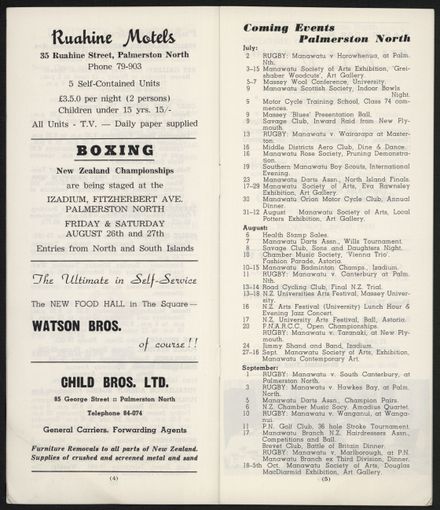 Ruahine Motels
35 Ruahine Street, Palmerston North
Phone 79-903
5 Self-Contained Units
£3.5.0 per night (2 persons)
Children under 15 yrs. 15/-
All Units - T.V. — Daily paper supplied
BOXING
New Zealand Championships
are being staged at the
IZADIUM, FITZHERBERT AVE.
PALMERSTON NORTH
FRIDAY & SATURDAY
AUGUST 26th and 27th
Entries from North and South Islands
The Ultimate in Self-Service
The NEW FOOD HALL in The Square—
WATSON BROS.
of course!!
CHILD BROS. LTD.
85 George Street :: Palmerston North
Telephone 84-074
General Carriers. Forwarding Agents
Furniture Removals to all parts of New Zealand.
Supplies of crushed and screened metal and sand
(4)
Coming Events
Palmerston North
July:
2 RUGBY: Manawatu v Horowhenua, at Palm.
Nth.
3-15 Manawatu Society of Arts Exhibition, 'Grei-
shaber Woodcuts', Art Gallery.
5-7 Massey Wool Conference, University.
9 Manawatu Scottish Society, Indoor Bowls
Night.
5 Motor Cycle Training School, Class 74 com-
mences.
9 Massey 'Blues' Presentation Ball.
9 Savage Club, Inward Raid from New Ply-
mouth.
13 RUGBY: Manawatu v Wairarapa at Master-
ton.
16 Middle Districts Aero Club, Dine & Dance.
16 Manawatu Rose Society, Pruning Demonstra-
tion.
19 Southern Manawatu Boy Scouts, International
Evening.
23 Manawatu Darts Assn., North Island Finals.
17-29 Manawatu Society of Arts, Eva Rawnsley
Exhibition, Art Gallery.
30 Manawatu Orion Motor Cycle Club, Annual
Dinner.
31-12 August Manawatu Society of Arts, Local
Potters Exhibition, Art Gallery.
August:
6 Health Stamp Sales.
7 Manawatu Darts Assn., Wills Tournament.
8 Savage Club, Sons and Daughters Night.
18 Chamber Music Society, 'Vienna Trio'.
Fashion Parade, Astoria.
10-15 Manawatu Badminton Champs., Izadium.
11 RUGBY: Manawatu v. Canterbury at Palm.
Nth.
13-14 Road Cycling Club, Final N.Z. Trial.
13-18 N.Z. Universities Arts Festival, Massey Univer-
sity.
16 N.Z. Arts Festival (University) Lunch Hour &
Evening Jazz Concert.
17 N.Z. University Arts Festival, Ball, Astoria.
20 P.N.A.R.C.C., Open Championships.
RUGBY: Manawatu v. Taranaki, at New Ply-
mouth.
24 Jimmy Shand and Band, Izadium.
27-16 Sept. Manawatu Society of Arts, Exhibition,
Manawatu Contemporary Art.
September:
1 RUGBY: Manawatu v. South Canterbury, at
Palmerston North.
3 RUGBY: Manawatu v. Hawkes Bay, at Palm.
North.
5 Manawatu Darts Assn., Champion Pairs.
6 N.Z. Chamber Music Socy. Amadius Quartet.
10 RUGBY: Manawatu v. Wanganui, at Wanga-
nui.
11 P.N. Golf Club, 36 hole Stroke Tournament.
17 Manawatu Branch N.Z. Hairdressers Assn.
Competitions and Ball.
Brevet Club, Battle of Britain Dinner.
RUGBY: Manawatu v. Marlborough, at P.N.
Manawatu Branch ex Third Division, Dinner.
18-5th Oct. Manawatu Society of Arts, Douglas
MacDiarmid Exhibition, Art Gallery.
(5)